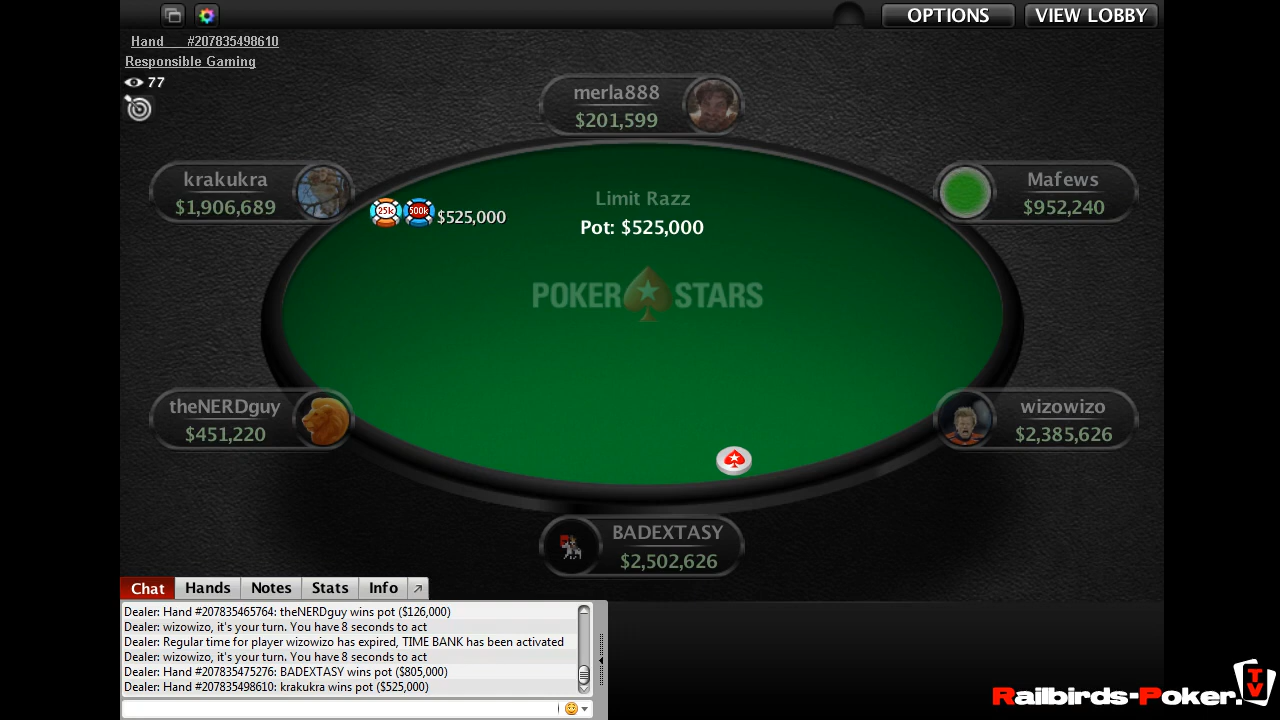 OPTIONS
VIEW LOBBY
Hand #207835498610
Responsible Gaming
77
merla888
$201,599
krakukra
$1,906,689
Mafews
$952,240
25k
500k
$525,000
Limit Razz
Pot: $525,000
POKER STARS
theNERDguy
$451,220
wizowizo
$2,385,626
BADEXTASY
$2,502,626
Chat
Hands
Notes
Stats
Info
Dealer: Hand #207835465764: theNERDguy wins pot ($126,000)
Dealer: wizowizo, it's your turn. You have 8 seconds to act
Dealer: Regular time for player wizowizo has expired, TIME BANK has been activated
Dealer: wizowizo, it's your turn. You have 8 seconds to act
Dealer: Hand #207835475276: BADEXTASY wins pot ($805,000)
Dealer: Hand #207835498610: krakukra wins pot ($525,000)
Railbirds-Poker.TV